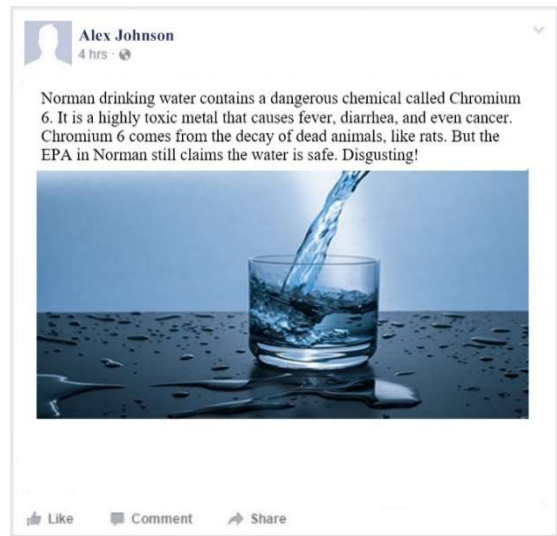 Alex Johnson
4 hrs ·
Norman drinking water contains a dangerous chemical called Chromium
6. It is a highly toxic metal that causes fever, diarrhea, and even cancer.
Chromium 6 comes from the decay of dead animals, like rats. But the
EPA in Norman still claims the water is safe. Disgusting!
Like Comment Share